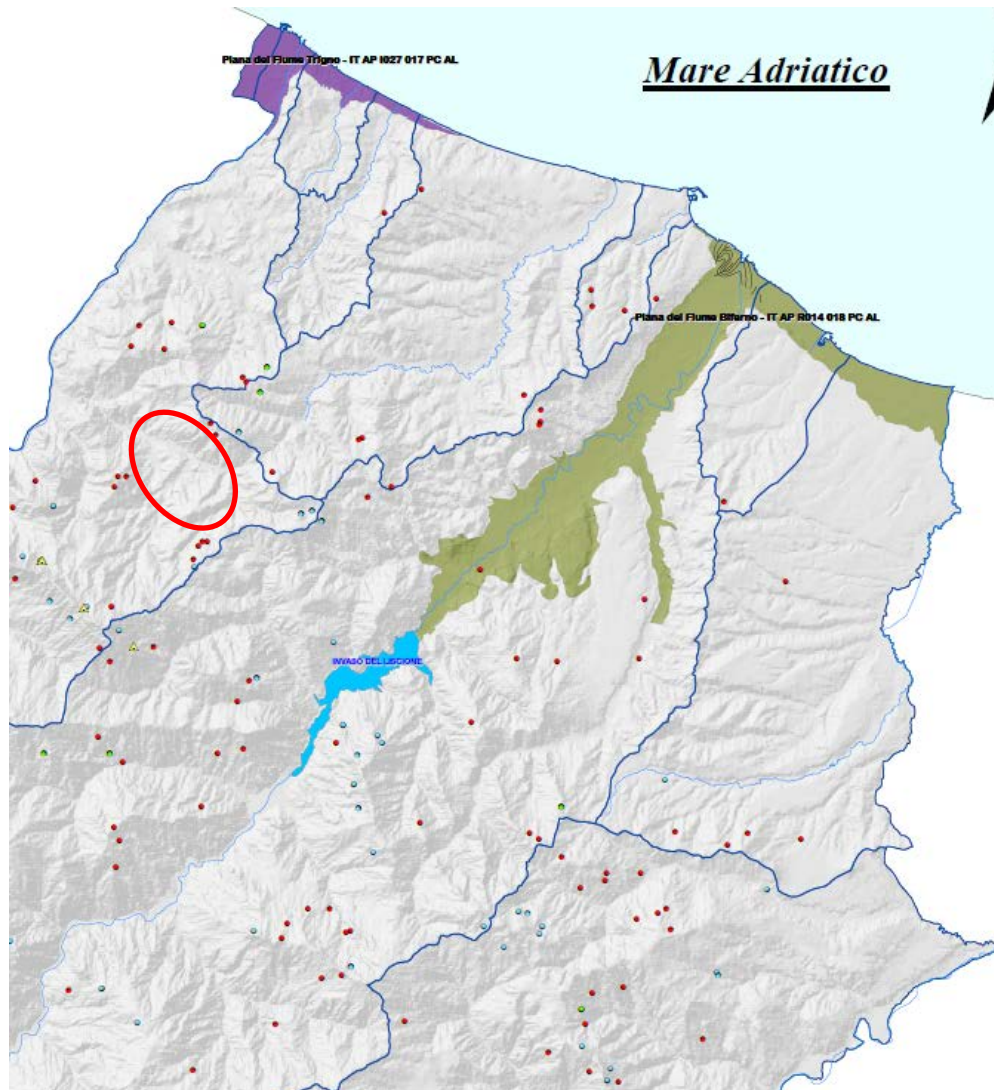 Piana del Fiume Trigno - IT AP I027 017 PC AL
Mare Adriatico
Piana del Fiume Biferno - IT AP R014 018 PC AL
INVASO DEL LISCIONE